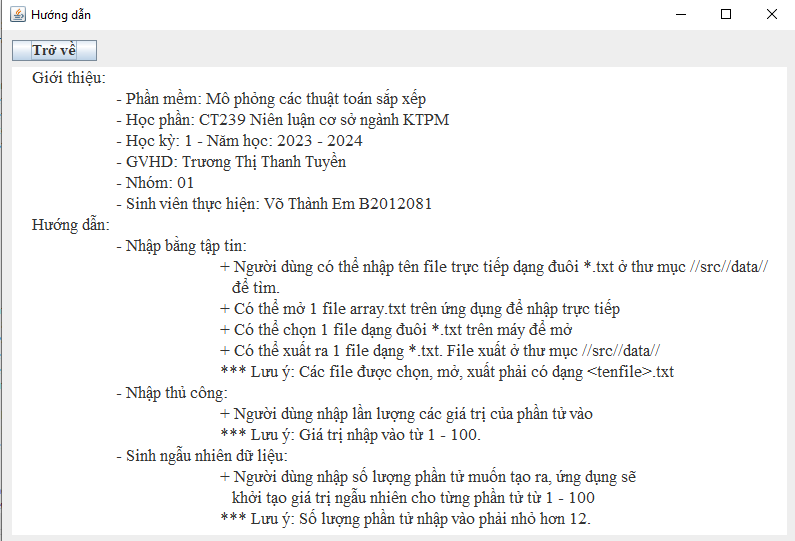 Hướng dẫn
Trở về
Giới thiệu:
- Phần mềm: Mô phỏng các thuật toán sắp xếp
- Học phần: CT239 Niên luận cơ sở ngành KTPM
- Học kỳ: 1 - Năm học: 2023 - 2024
- GVHD: Trương Thị Thanh Tuyền
- Nhóm: 01
- Sinh viên thực hiện: Võ Thành Em B2012081
Hướng dẫn:
- Nhập bằng tập tin:
+ Người dùng có thể nhập tên file trực tiếp dạng đuôi *.txt ở thư mục //src//data//
để tìm.
+ Có thể mở 1 file array.txt trên ứng dụng để nhập trực tiếp
+ Có thể chọn 1 file dạng đuôi *.txt trên máy để mở
+ Có thể xuất ra 1 file dạng *.txt. File xuất ở thư mục //src//data//
*** Lưu ý: Các file được chọn, mở, xuất phải có dạng <tenfile>.txt
- Nhập thủ công:
+ Người dùng nhập lần lượng các giá trị của phần tử vào
*** Lưu ý: Giá trị nhập vào từ 1 - 100.
- Sinh ngẫu nhiên dữ liệu:
+ Người dùng nhập số lượng phần tử muốn tạo ra, ứng dụng sẽ
khởi tạo giá trị ngẫu nhiên cho từng phần tử từ 1 - 100
*** Lưu ý: Số lượng phần tử nhập vào phải nhỏ hơn 12.